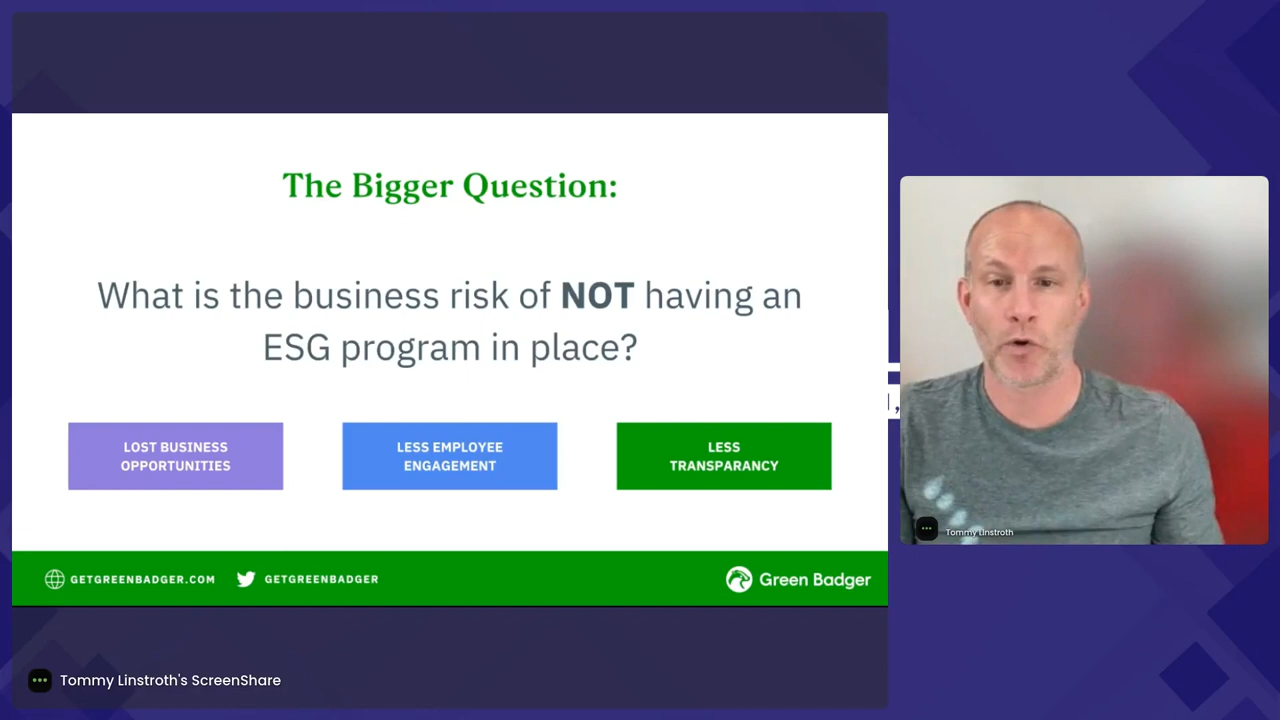 The Bigger Question:
What is the business risk of NOT having an
ESG program in place?
LOST BUSINESS
OPPORTUNITIES
LESS EMPLOYEE
ENGAGEMENT
LESS
TRANSPARANCY
GETGREENBADGER.COM
GETGREENBADGER
Green Badger
Tommy Linstroth's ScreenShare
Tommy Linstroth